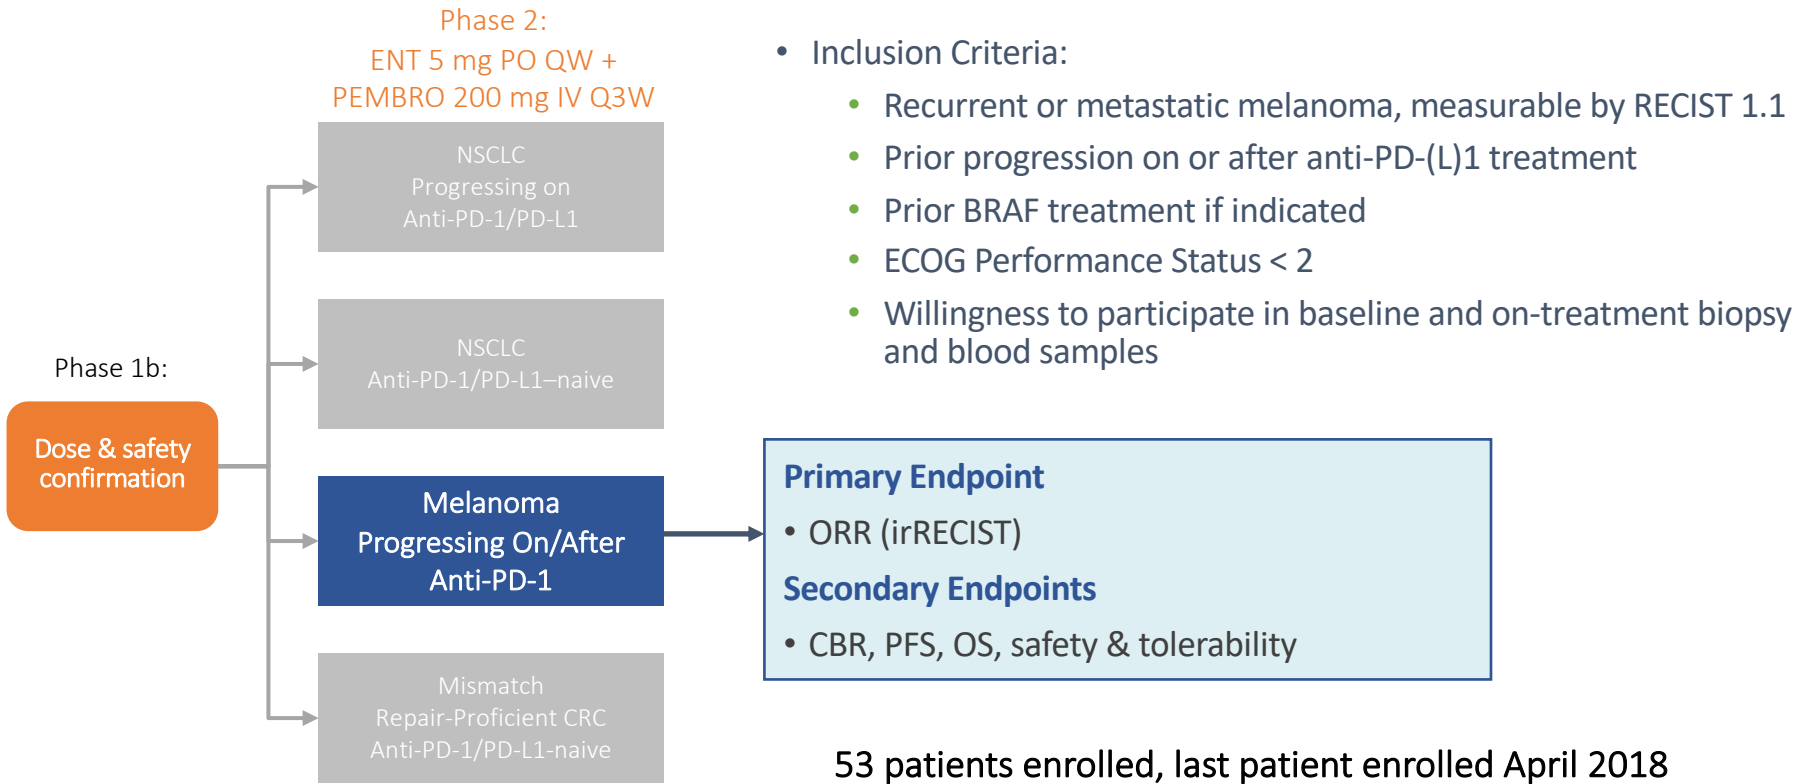 Phase 2:
ENT 5 mg PO QW +
PEMBRO 200 mg IV Q3W
NSCLC
Progressing on
Anti-PD-1/PD-L1
NSCLC
Anti-PD-1/PD-L1–naive
Phase 1b:
Dose & safety
confirmation
Melanoma
Progressing On/After
Anti-PD-1
Mismatch
Repair-Proficient CRC
Anti-PD-1/PD-L1-naive
• Inclusion Criteria:
• Recurrent or metastatic melanoma, measurable by RECIST 1.1
• Prior progression on or after anti-PD-(L)1 treatment
• Prior BRAF treatment if indicated
• ECOG Performance Status < 2
• Willingness to participate in baseline and on-treatment biopsy
and blood samples
Primary Endpoint
• ORR (irRECIST)
Secondary Endpoints
• CBR, PFS, OS, safety & tolerability
53 patients enrolled, last patient enrolled April 2018